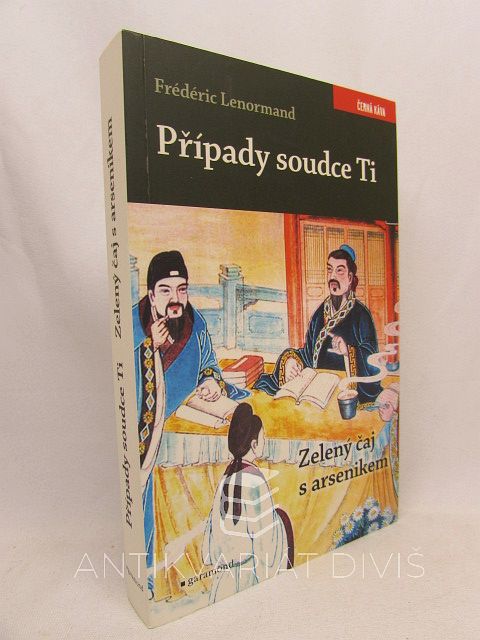 Frédéric Lenormand
ČERNÁ KÁVA
Případy soudce Ti
Zelený čaj
s arsenikem
garamond
Případy soudce Ti Zelený čaj s arsenikem
ANTIKVARIÁT DIVIŠ